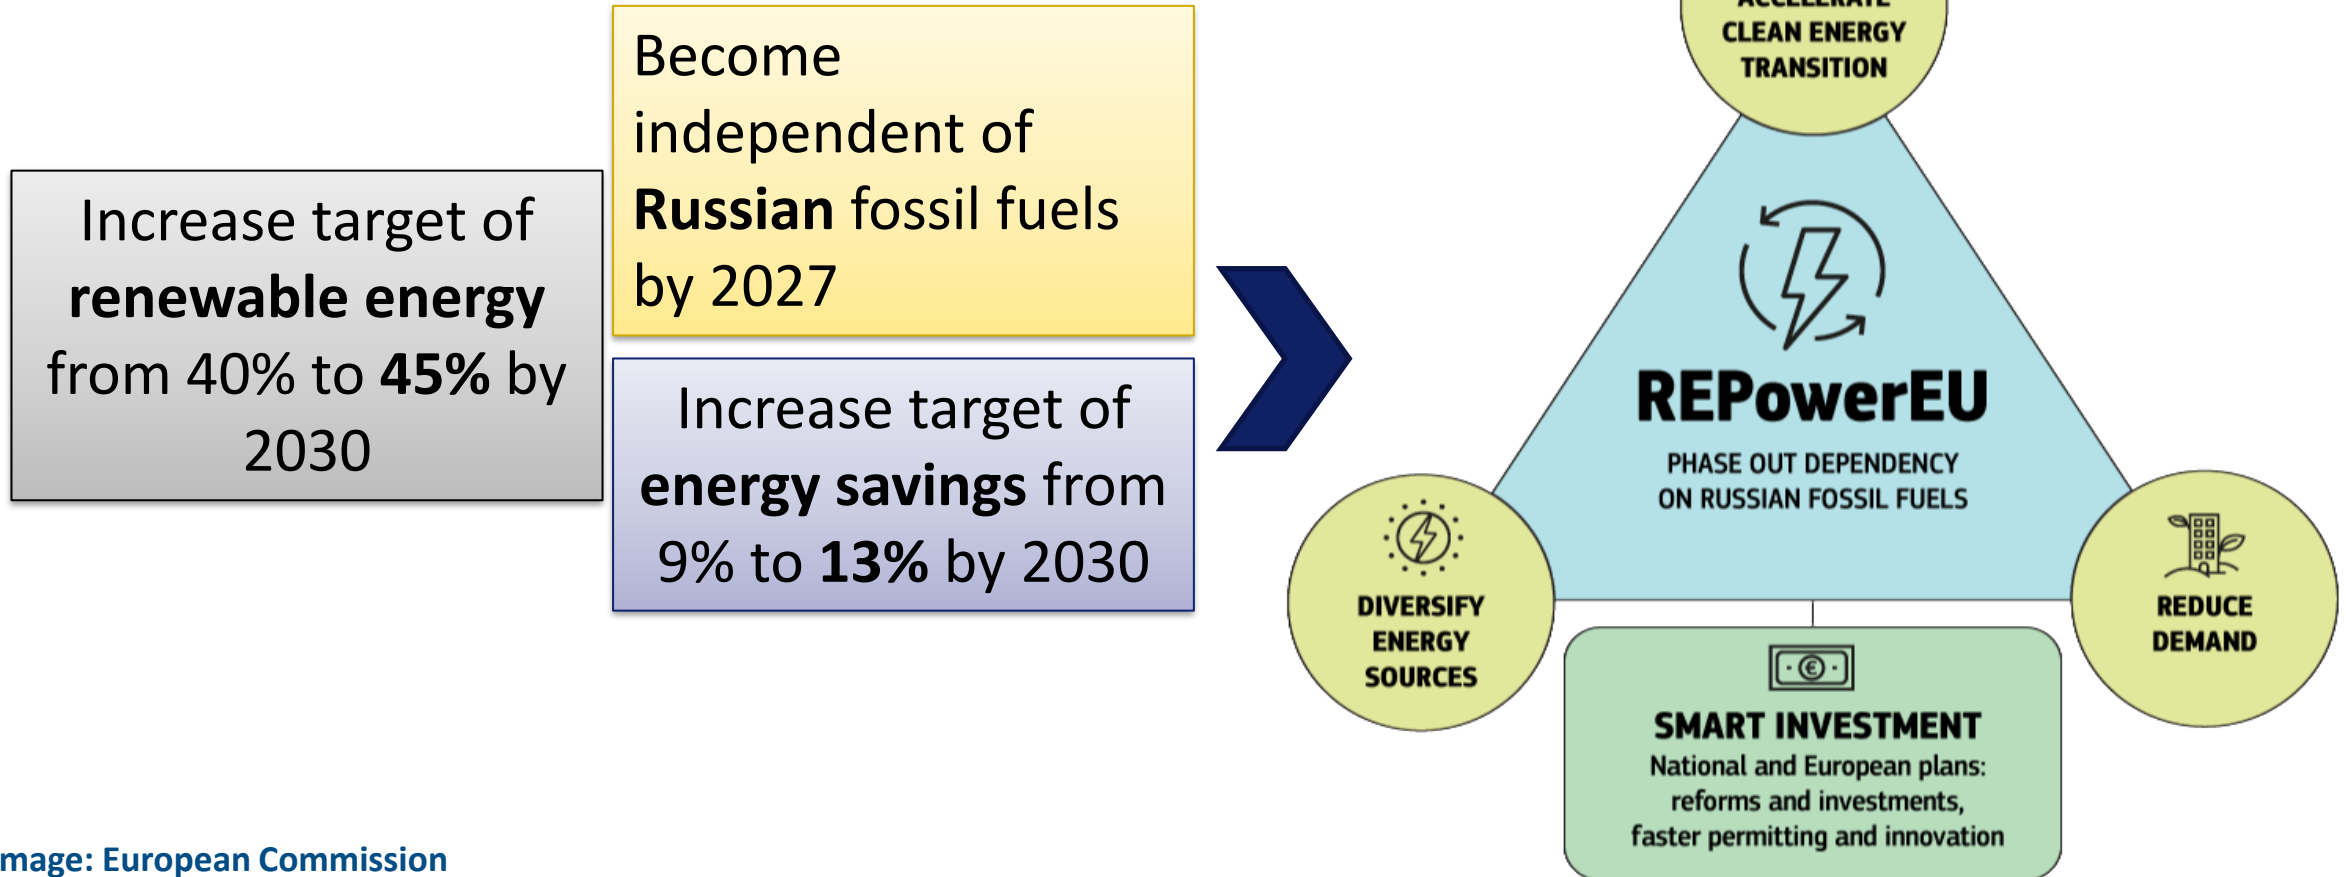 Increase target of
renewable energy
from 40% to 45% by
2030
Become
independent of
Russian fossil fuels
by 2027
Increase target of
energy savings from
9% to 13% by 2030
ACCELERATE
CLEAN ENERGY
TRANSITION
REPowerEU
PHASE OUT DEPENDENCY
ON RUSSIAN FOSSIL FUELS
DIVERSIFY
ENERGY
SOURCES
REDUCE
DEMAND
SMART INVESTMENT
National and European plans:
reforms and investments,
faster permitting and innovation
mage: European Commission